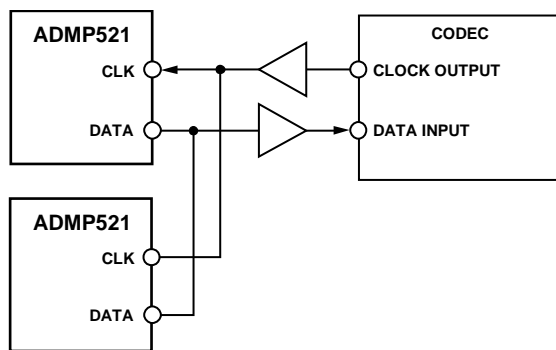 ADMP521
CLK
DATA
CODEC
CLOCK OUTPUT
DATA INPUT
ADMP521
CLK
DATA